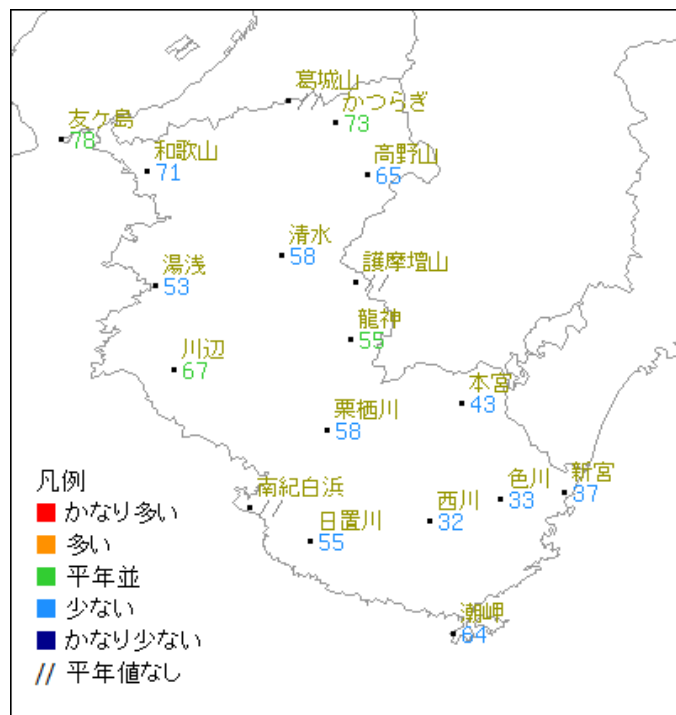 葛城山
//
かつらぎ
73
友ケ島
78
和歌山
71
高野山
65
清水
58
護摩壇山
//
湯浅
53
龍神
55
川辺
67
本宮
43
栗栖川
58
新宮
37
色川
33
西川
32
南紀白浜
//
日置川
55
潮岬
64
凡例
かなり多い
多い
平年並
少ない
かなり少ない
// 平年値なし